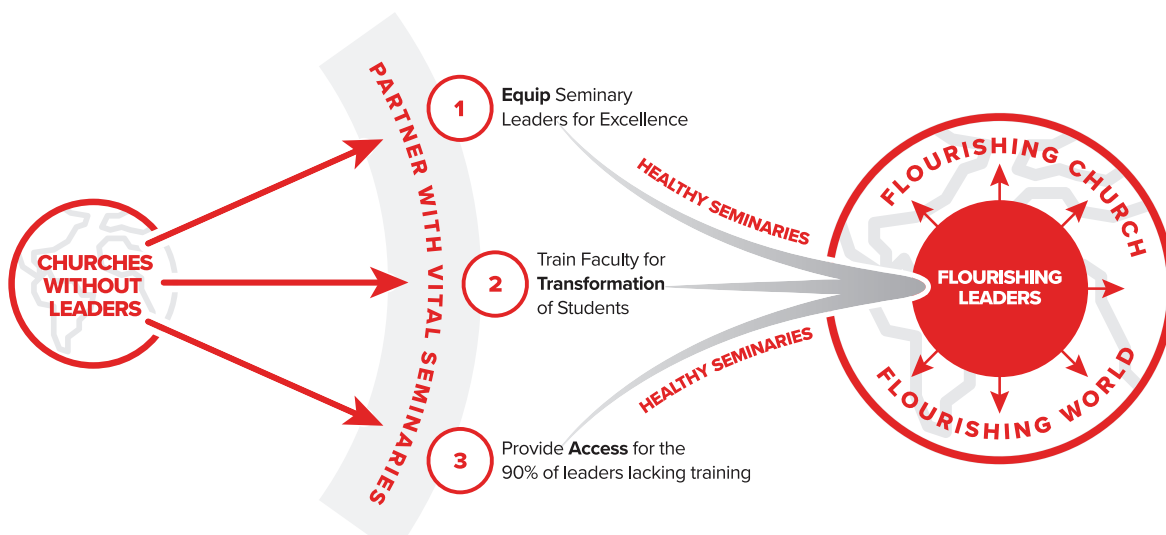 CHURCHES
WITHOUT
LEADERS
PARTNER WITH VITAL SEMINARIES
1
Equip Seminary
Leaders for Excellence
2
Train Faculty for
Transformation
of Students
3
Provide Access for the
90% of leaders lacking training
HEALTHY SEMINARIES
HEALTHY SEMINARIES
FLOURISHING CHURCH
FLOURISHING
LEADERS
FLOURISHING WORLD